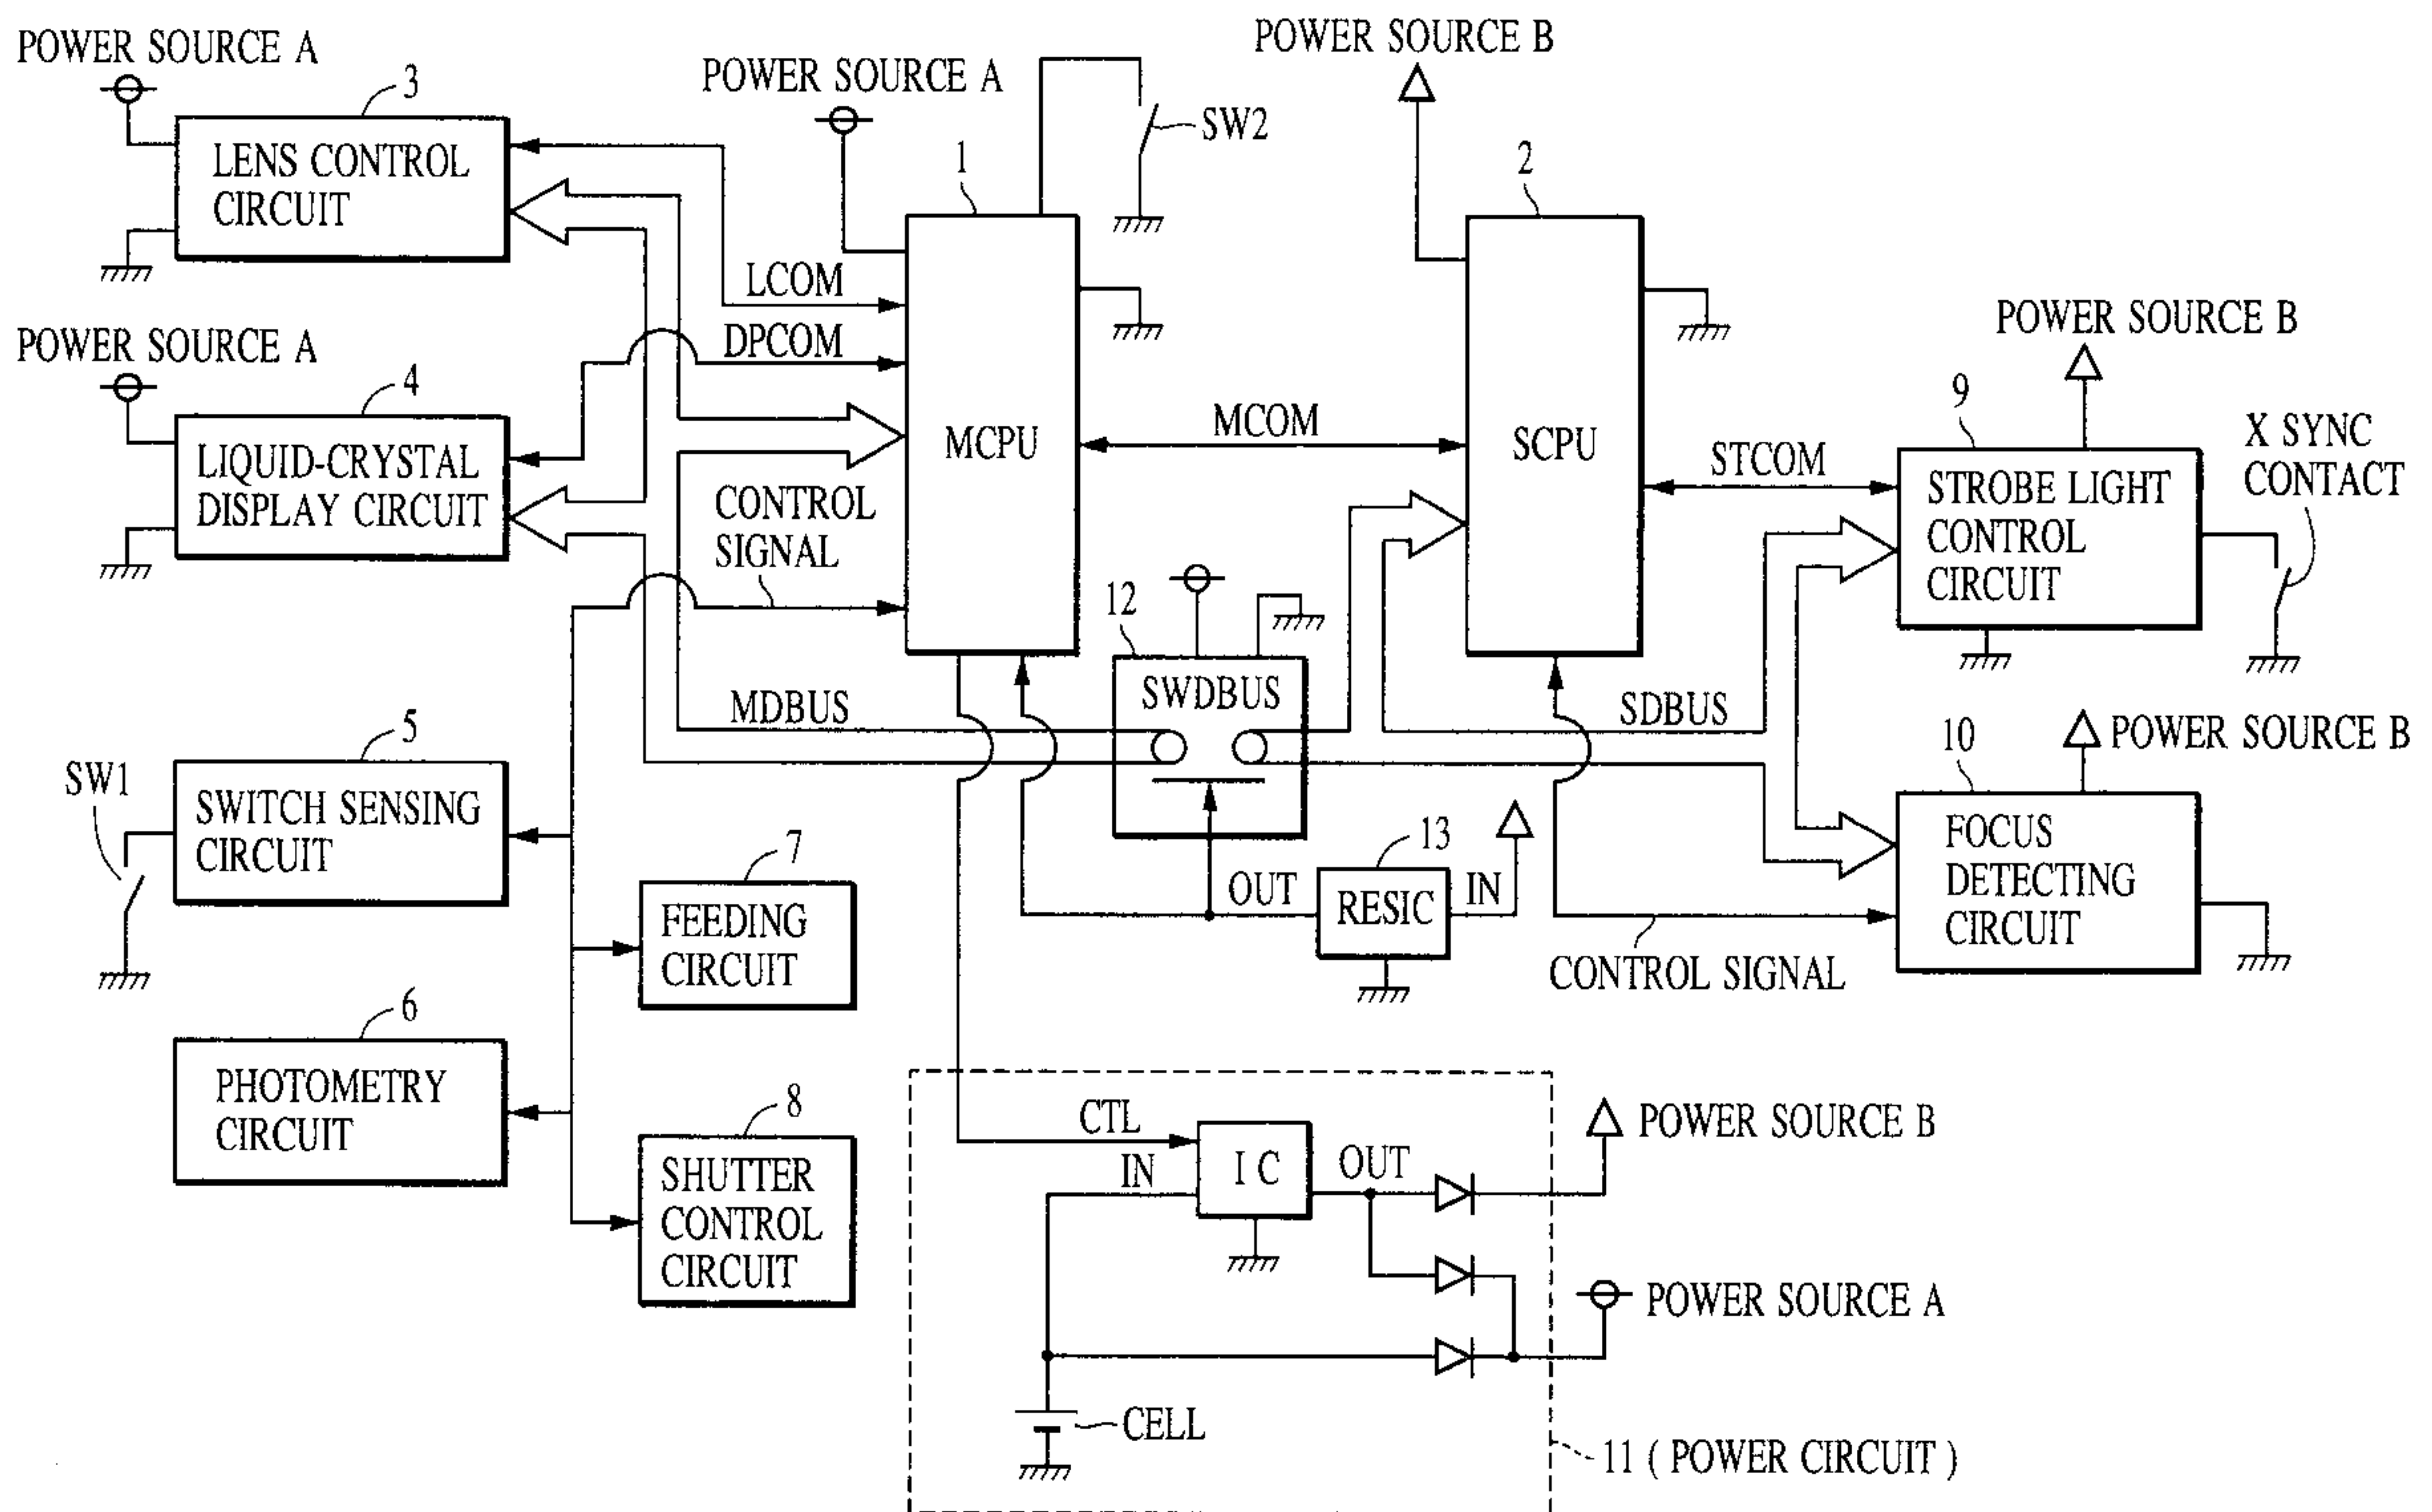 POWER SOURCE A
3
LENS CONTROL
CIRCUIT
POWER SOURCE A
SW2
1
MCPU
POWER SOURCE B
2
SCPU
LCOM
DPCOM
POWER SOURCE A
4
LIQUID-CRYSTAL
DISPLAY CIRCUIT
CONTROL
SIGNAL
MCOM
STCOM
POWER SOURCE B
9
STROBE LIGHT
CONTROL
CIRCUIT
X SYNC
CONTACT
12
SWDBUS
MDBUS
SDBUS
SW1
5
SWITCH SENSING
CIRCUIT
7
FEEDING
CIRCUIT
OUT
13
RESIC
IN
10
POWER SOURCE B
FOCUS
DETECTING
CIRCUIT
CONTROL SIGNAL
6
PHOTOMETRY
CIRCUIT
8
SHUTTER
CONTROL
CIRCUIT
CTL
IN
I C
OUT
POWER SOURCE B
POWER SOURCE A
CELL
11 ( POWER CIRCUIT )